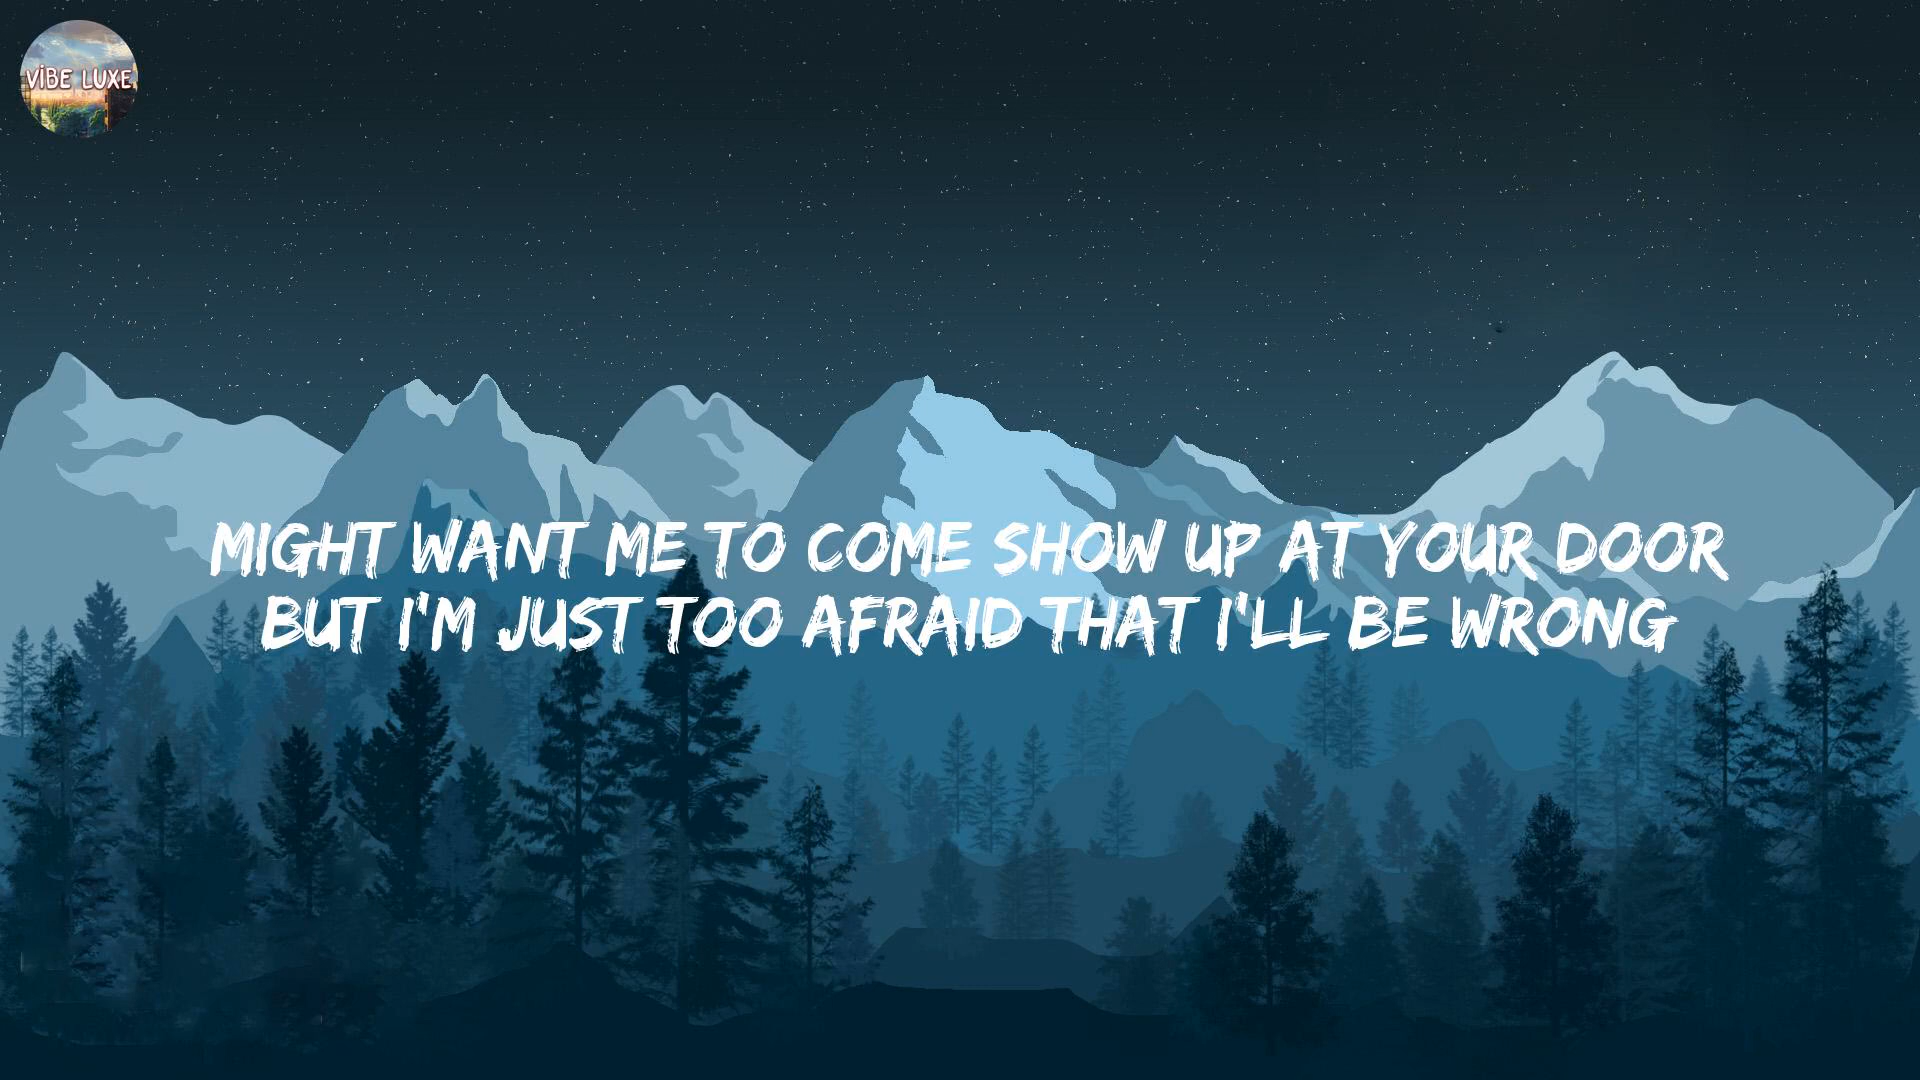 VIBE LUXE
MIGHT WANT ME TO COME SHOW UP AT YOUR DOOR
BUT I'M JUST TOO AFRAID THAT I'LL BE WRONG